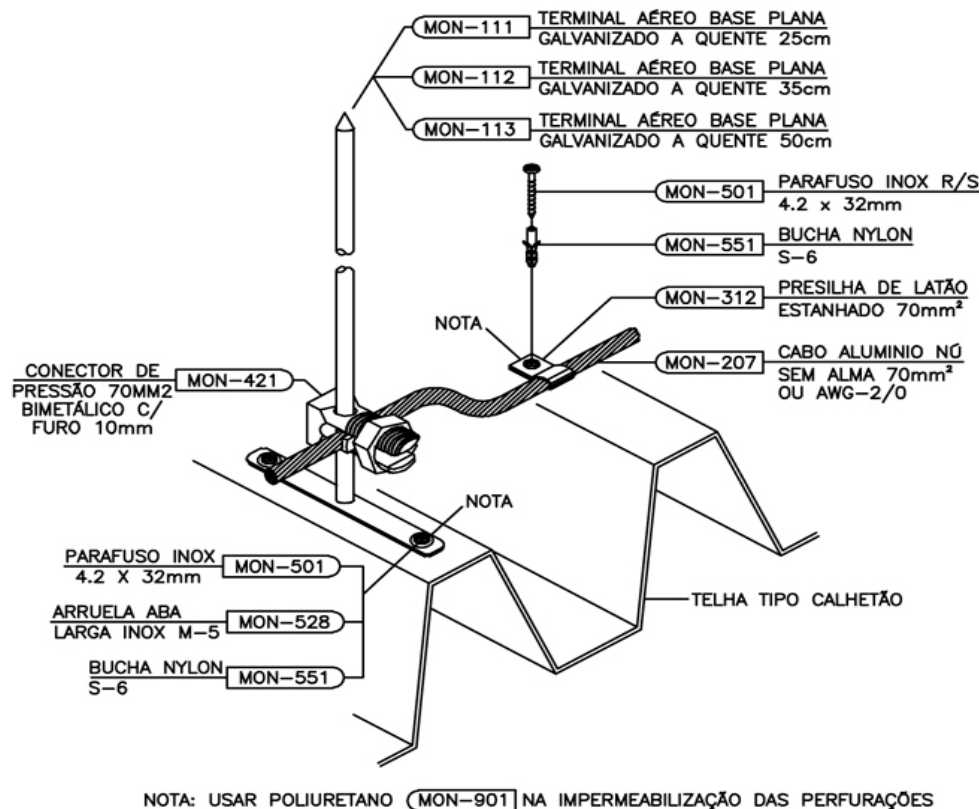 MON-111 TERMINAL AÉREO BASE PLANA
GALVANIZADO A QUENTE 25cm
MON-112 TERMINAL AÉREO BASE PLANA
GALVANIZADO A QUENTE 35cm
MON-113 TERMINAL AÉREO BASE PLANA
GALVANIZADO A QUENTE 50cm
MON-501 PARAFUSO INOX R/S
4.2 x 32mm
MON-551 BUCHA NYLON
S-6
MON-312 PRESILHA DE LATÃO
ESTANHADO 70mm²
NOTA
MON-207 CABO ALUMINIO NÚ
SEM ALMA 70mm²
OU AWG-2/0
CONECTOR DE
PRESSÃO 70MM2 MON-421
BIMETÁLICO C/
FURO 10mm
NOTA
PARAFUSO INOX MON-501
4.2 X 32mm
ARRUELA ABA MON-528
LARGA INOX M-5
BUCHA NYLON MON-551
S-6
TELHA TIPO CALHETÃO
NOTA: USAR POLIURETANO MON-901 NA IMPERMEABILIZAÇÃO DAS PERFURAÇÕES